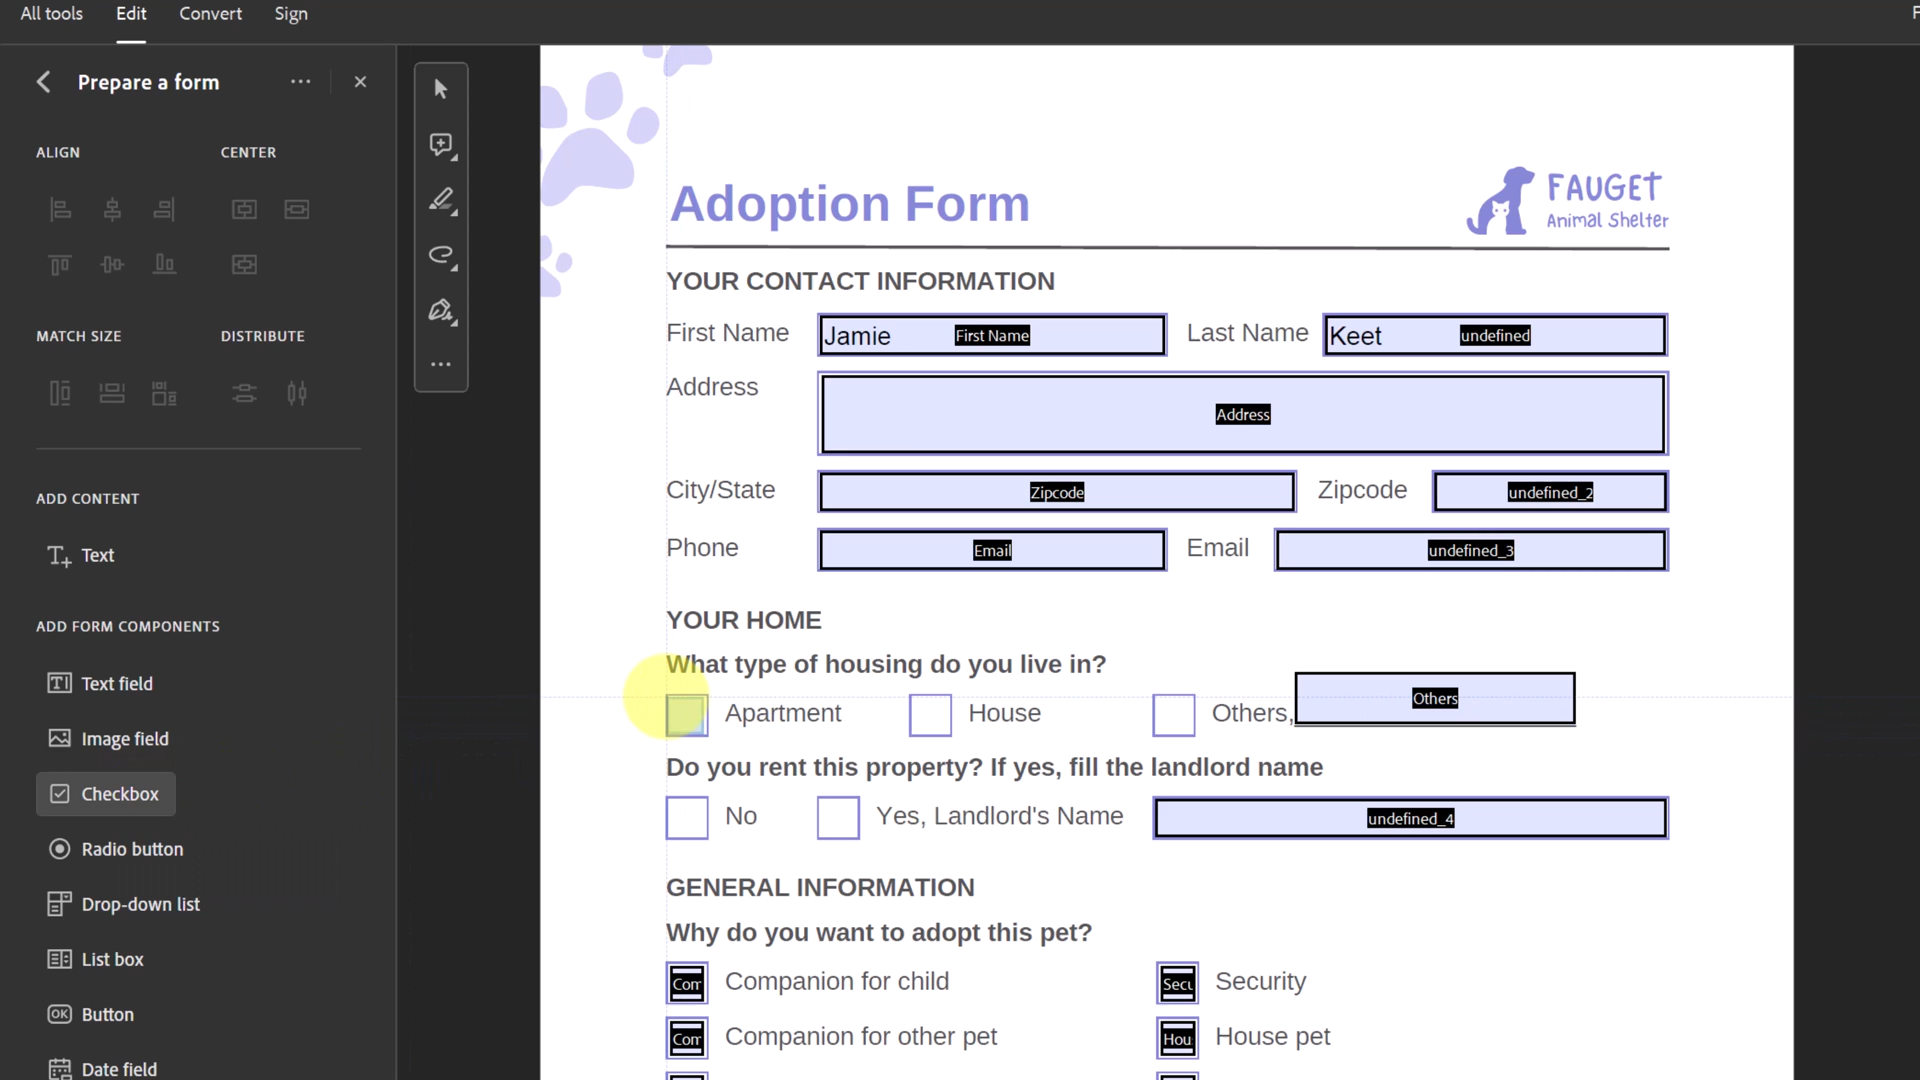 All tools Edit Convert Sign
Prepare a form
ALIGN CENTER
MATCH SIZE DISTRIBUTE
ADD CONTENT
Text
ADD FORM COMPONENTS
Text field
Image field
Checkbox
Radio button
Drop-down list
List box
OK Button
Date field
Adoption Form
FAUGET
Animal Shelter
YOUR CONTACT INFORMATION
First Name Jamie First Name Last Name Keet undefined
Address Address
City/State Zipcode Zipcode undefined_2
Phone Email Email undefined_3
YOUR HOME
What type of housing do you live in?
Apartment House Others, Others
Do you rent this property? If yes, fill the landlord name
No Yes, Landlord's Name undefined_4
GENERAL INFORMATION
Why do you want to adopt this pet?
Com Companion for child Secu Security
Com Companion for other pet Hou House pet